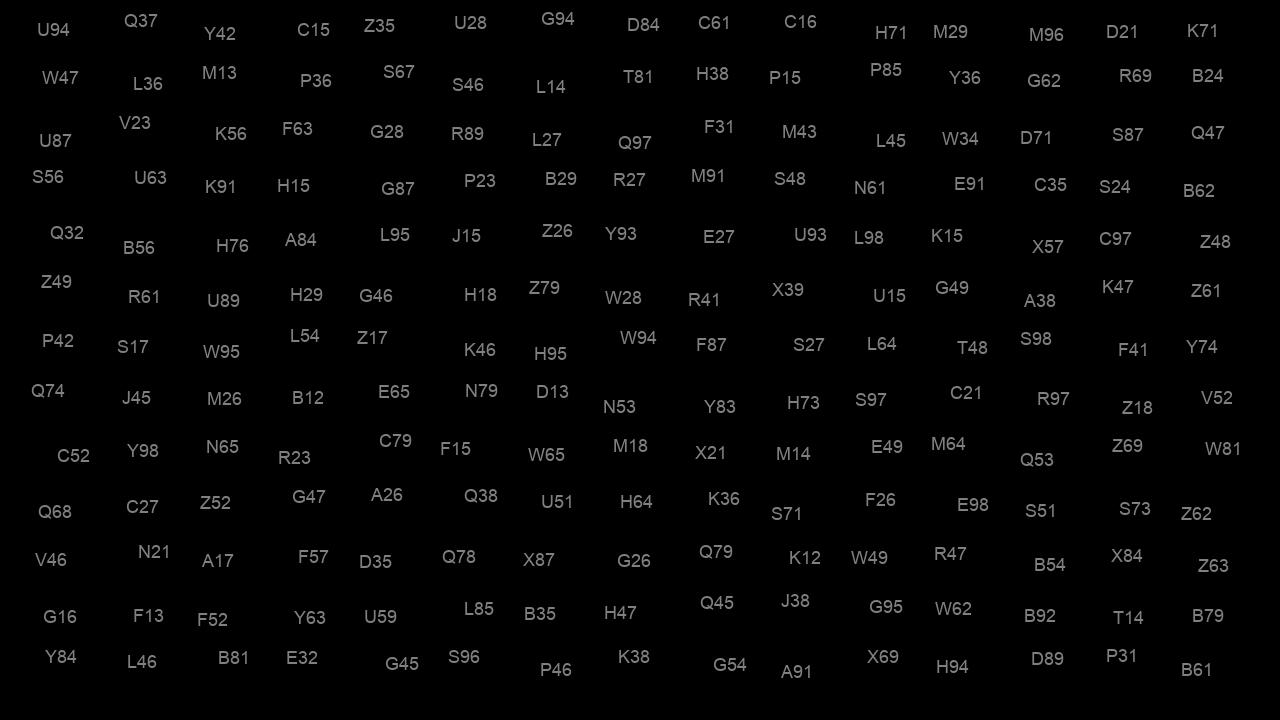 U94 Q37 Y42 C15 Z35 U28 G94 D84 C61 C16 H71 M29 M96 D21 K71
W47 L36 M13 P36 S67 S46 L14 T81 H38 P15 P85 Y36 G62 R69 B24
U87 V23 K56 F63 G28 R89 L27 Q97 F31 M43 L45 W34 D71 S87 Q47
S56 U63 K91 H15 G87 P23 B29 R27 M91 S48 N61 E91 C35 S24 B62
Q32 B56 H76 A84 L95 J15 Z26 Y93 E27 U93 L98 K15 X57 C97 Z48
Z49 R61 U89 H29 G46 H18 Z79 W28 R41 X39 U15 G49 A38 K47 Z61
P42 S17 W95 L54 Z17 K46 H95 W94 F87 S27 L64 T48 S98 F41 Y74
Q74 J45 M26 B12 E65 N79 D13 N53 Y83 H73 S97 C21 R97 Z18 V52
C52 Y98 N65 R23 C79 F15 W65 M18 X21 M14 E49 M64 Q53 Z69 W81
Q68 C27 Z52 G47 A26 Q38 U51 H64 K36 S71 F26 E98 S51 S73 Z62
V46 N21 A17 F57 D35 Q78 X87 G26 Q79 K12 W49 R47 B54 X84 Z63
G16 F13 F52 Y63 U59 L85 B35 H47 Q45 J38 G95 W62 B92 T14 B79
Y84 L46 B81 E32 G45 S96 P46 K38 G54 A91 X69 H94 D89 P31 B61